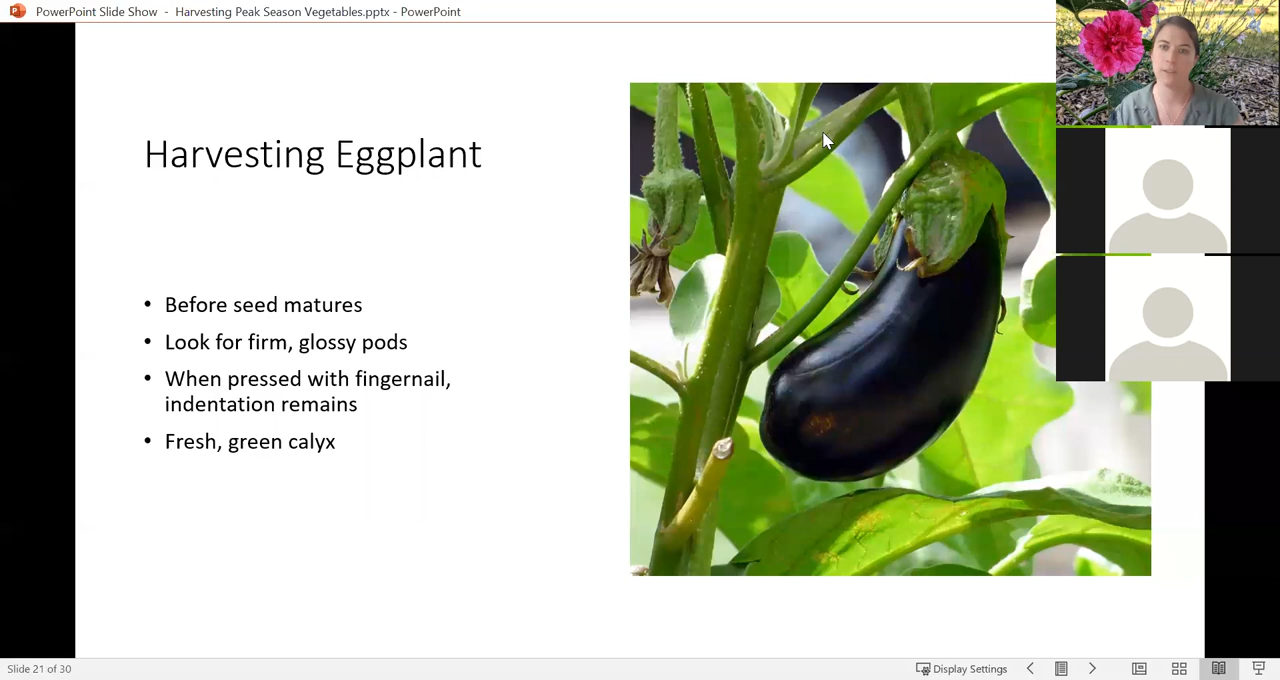 PowerPoint Slide Show - Harvesting Peak Season Vegetables.pptx - PowerPoint
Harvesting Eggplant
• Before seed matures
• Look for firm, glossy pods
• When pressed with fingernail,
indentation remains
• Fresh, green calyx
Slide 21 of 30
Display Settings